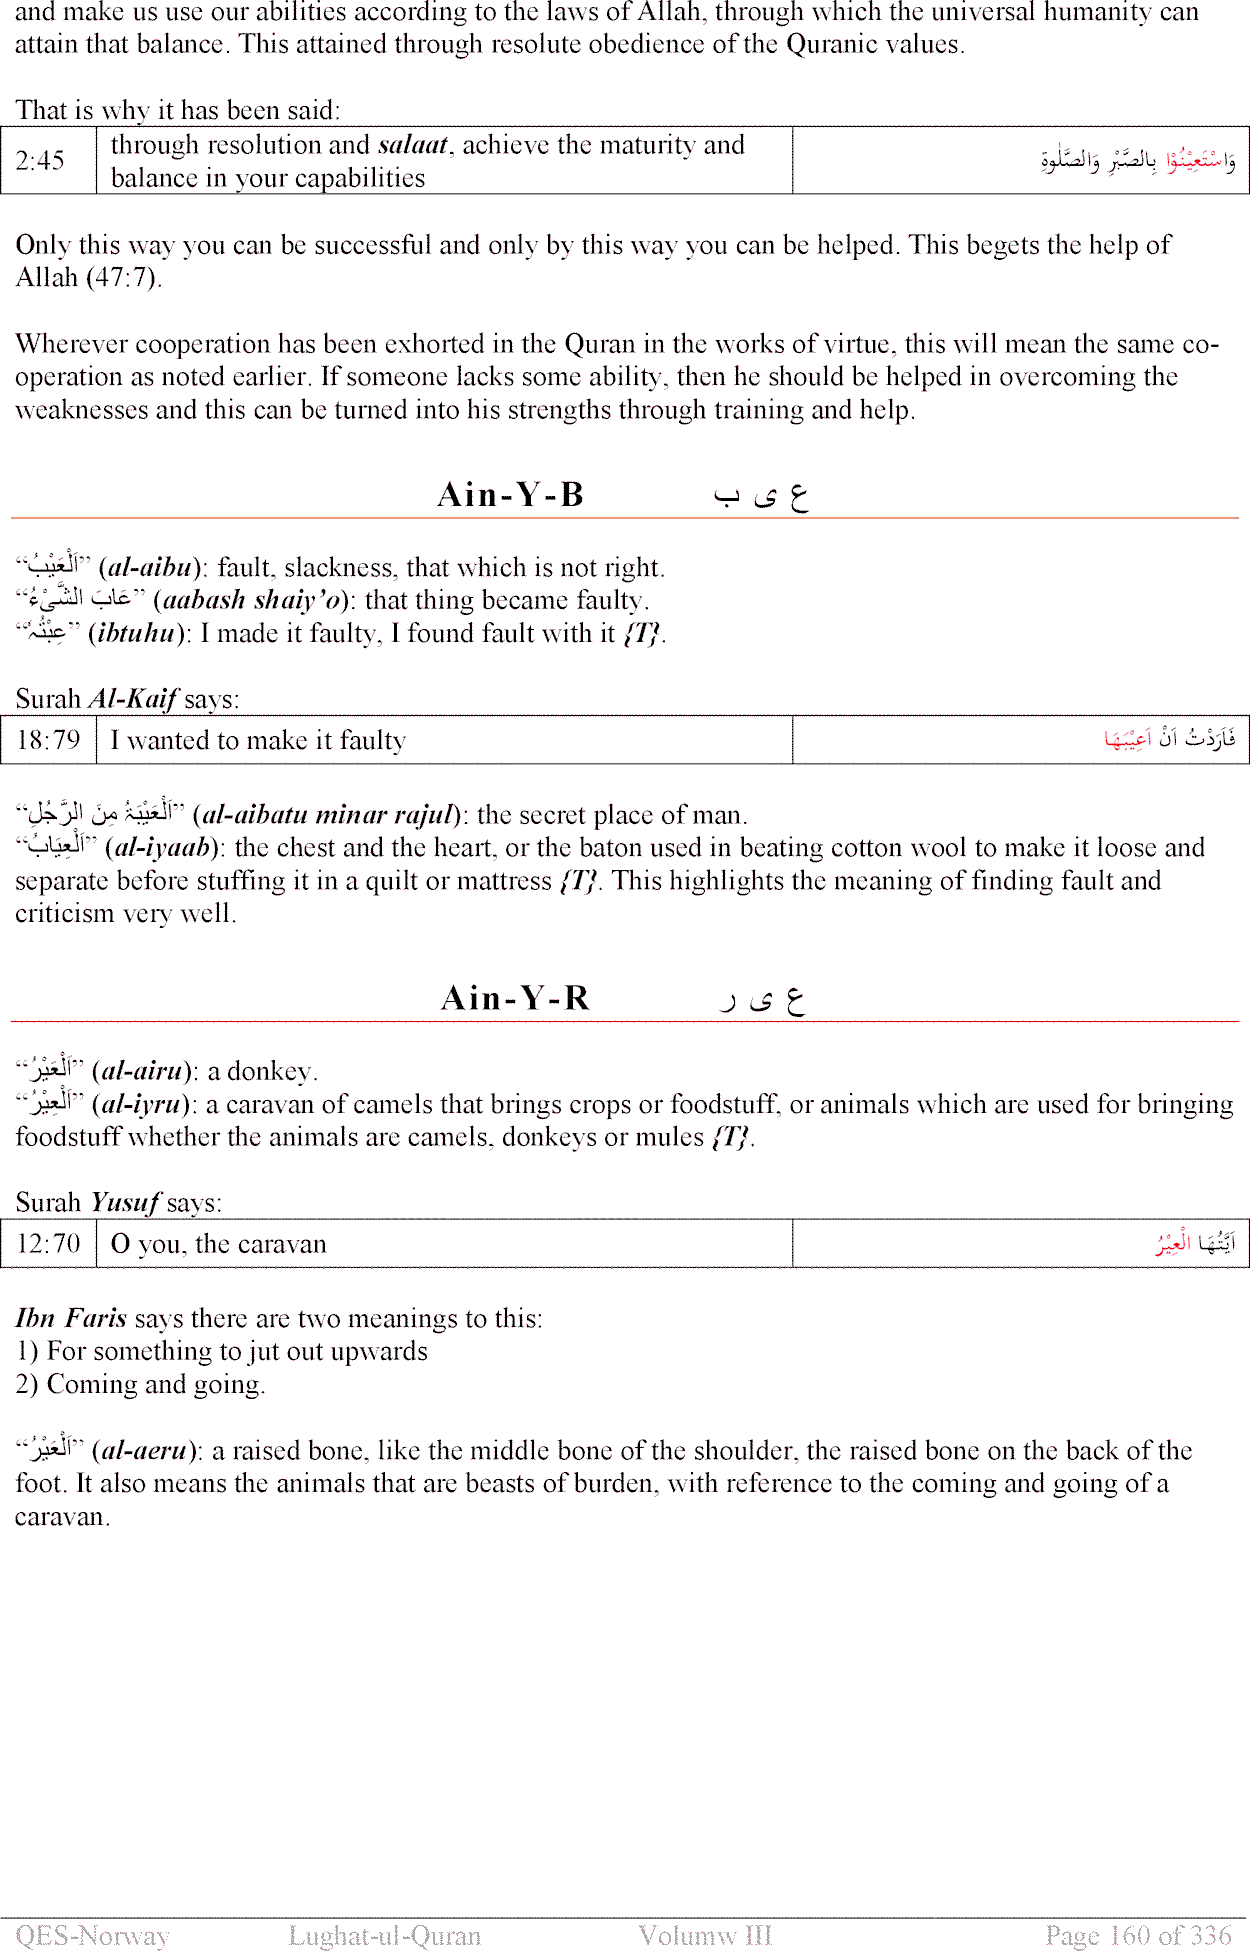 and make us use our abilities according to the laws of Allah, through which the universal humanity can
attain that balance. This attained through resolute obedience of the Quranic values.
That is why it has been said:
2:45 through resolution and salaat, achieve the maturity and
balance in your capabilities
وَاسْتَعِيْنُوْا بِالصَّبْرِ وَالصَّلٰوةِ
Only this way you can be successful and only by this way you can be helped. This begets the help of
Allah (47:7).
Wherever cooperation has been exhorted in the Quran in the works of virtue, this will mean the same co-
operation as noted earlier. If someone lacks some ability, then he should be helped in overcoming the
weaknesses and this can be turned into his strengths through training and help.
Ain-Y-B ع ی ب
“اَلْعَيْبُ” (al-aibu): fault, slackness, that which is not right.
“عَابَ الشَّیْءُ” (aabash shaiy’o): that thing became faulty.
“عِبْتُہٗ” (ibtuhu): I made it faulty, I found fault with it {T}.
Surah Al-Kaif says:
18:79 I wanted to make it faulty فَاَرَدْتُ اَنْ اَعِيْبَهَا
“اَلْعَيْبَۃُ مِنَ الرَّجُلِ” (al-aibatu minar rajul): the secret place of man.
“اَلْعِيَابُ” (al-iyaab): the chest and the heart, or the baton used in beating cotton wool to make it loose and
separate before stuffing it in a quilt or mattress {T}. This highlights the meaning of finding fault and
criticism very well.
Ain-Y-R ع ی ر
“اَلْعَيْرُ” (al-airu): a donkey.
“اَلْعِيْرُ” (al-iyru): a caravan of camels that brings crops or foodstuff, or animals which are used for bringing
foodstuff whether the animals are camels, donkeys or mules {T}.
Surah Yusuf says:
12:70 O you, the caravan اَيَّتُهَا الْعِيْرُ
Ibn Faris says there are two meanings to this:
1) For something to jut out upwards
2) Coming and going.
“اَلْعَيْرُ” (al-aeru): a raised bone, like the middle bone of the shoulder, the raised bone on the back of the
foot. It also means the animals that are beasts of burden, with reference to the coming and going of a
caravan.
QES-Norway Lughat-ul-Quran Volumw III Page 160 of 336